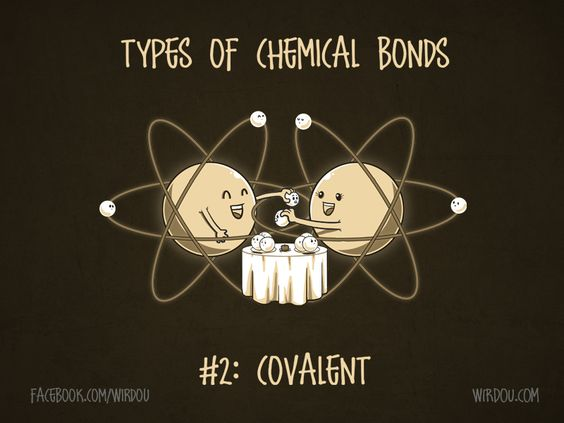 TYPES OF CHEMICAL BONDS
#2: COVALENT
FACEBOOK.COM/WIRDOU
WIRDOU.COM